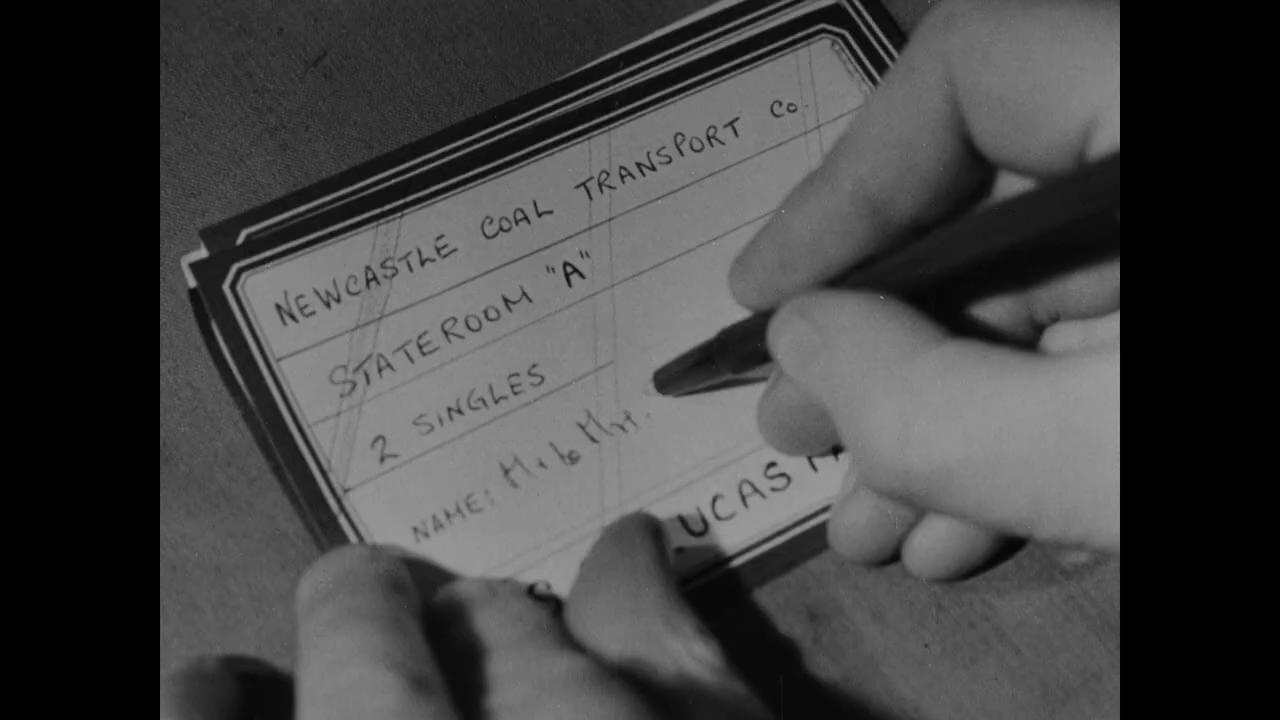 NEWCASTLE COAL TRANSPORT Co.
STATEROOM "A"
2 SINGLES
NAME: Mr & Mrs.
UCAS